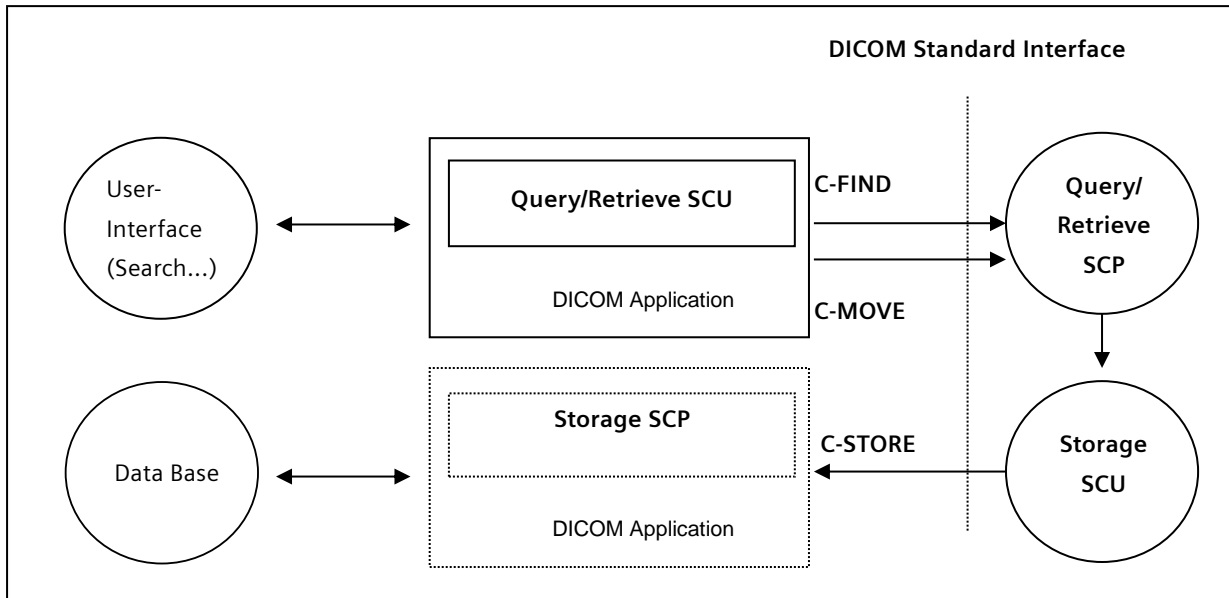 DICOM Standard Interface
User-
Interface
(Search...)
Query/Retrieve SCU
DICOM Application
C-FIND
C-MOVE
Query/
Retrieve
SCP
Data Base
Storage SCP
DICOM Application
C-STORE
Storage
SCU